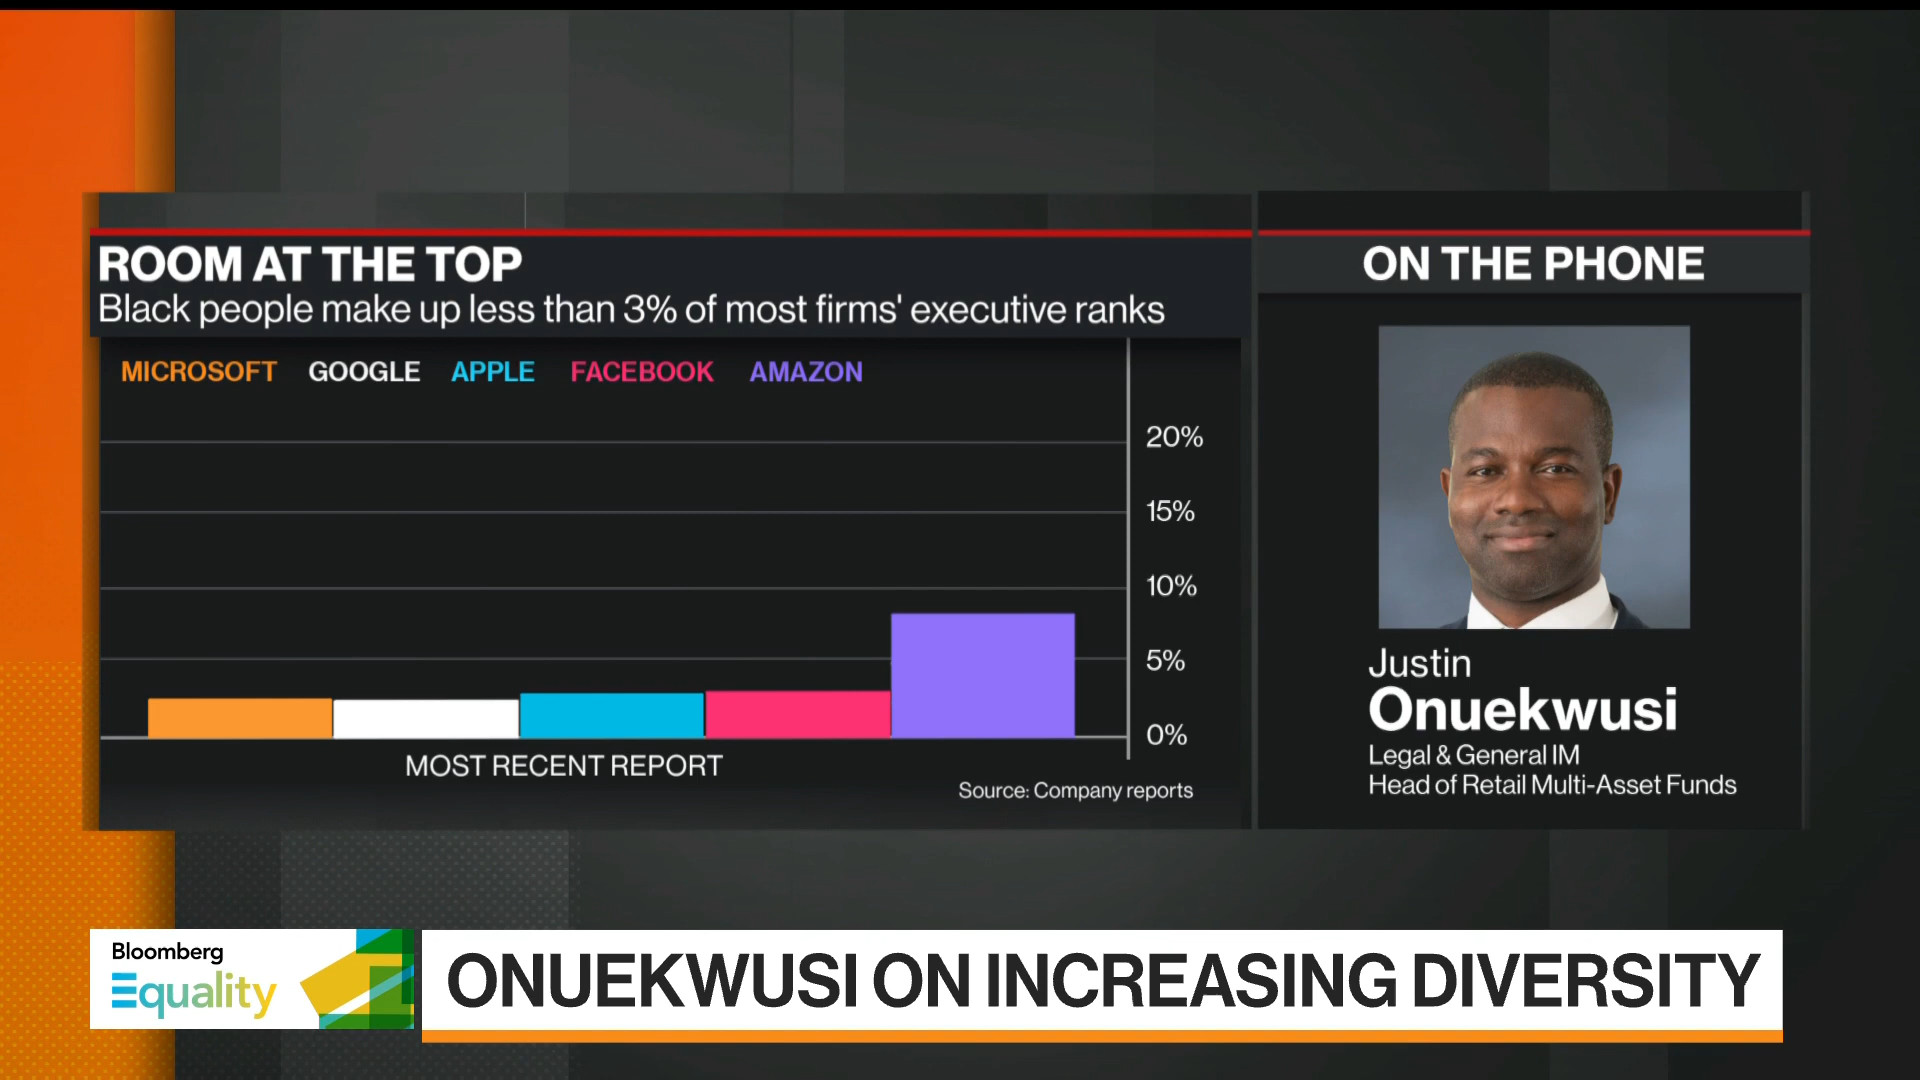 ROOM AT THE TOP
Black people make up less than 3% of most firms' executive ranks
MICROSOFT GOOGLE APPLE FACEBOOK AMAZON
20%
15%
10%
5%
0%
MOST RECENT REPORT
Source: Company reports
ON THE PHONE
Justin
Onuekwusi
Legal & General IM
Head of Retail Multi-Asset Funds
Bloomberg
Equality
ONUEKWUSI ON INCREASING DIVERSITY